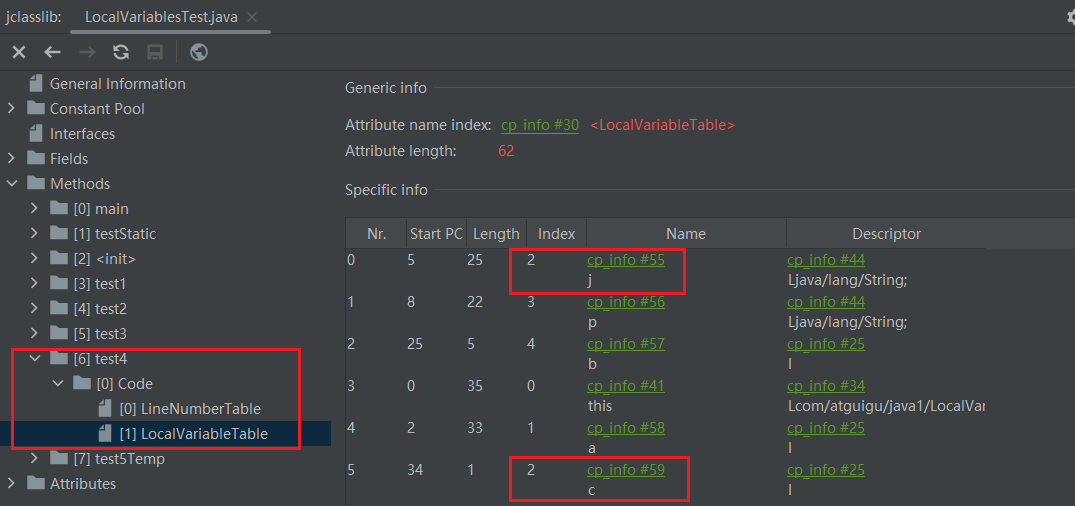 jclasslib: LocalVariablesTest.java
General Information
Constant Pool
Interfaces
Fields
Methods
[0] main
[1] testStatic
[2] <init>
[3] test1
[4] test2
[5] test3
[6] test4
[0] Code
[0] LineNumberTable
[1] LocalVariableTable
[7] test5Temp
Attributes
Generic info
Attribute name index: cp_info #30 <LocalVariableTable>
Attribute length: 62
Specific info
Nr. Start PC Length Index Name Descriptor
0 5 25 2 cp_info #55 cp_info #44
j Ljava/lang/String;
1 8 22 3 cp_info #56 cp_info #44
p Ljava/lang/String;
2 25 5 4 cp_info #57 cp_info #25
b I
3 0 35 0 cp_info #41 cp_info #34
this Lcom/atguigu/java1/LocalVar
4 2 33 1 cp_info #58 cp_info #25
a I
5 34 1 2 cp_info #59 cp_info #25
c I